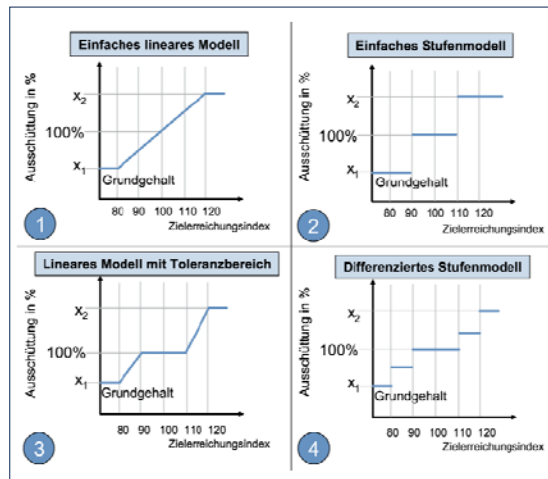 Einfaches lineares Modell
Ausschüttung in %
x2
100%
x1
Grundgehalt
80 90 100 110 120
Zielerreichungsindex
1
Einfaches Stufenmodell
Ausschüttung in %
x2
100%
x1
Grundgehalt
80 90 100 110 120
Zielerreichungsindex
2
Lineares Modell mit Toleranzbereich
Ausschüttung in %
x2
100%
x1
Grundgehalt
80 90 100 110 120
Zielerreichungsindex
3
Differenziertes Stufenmodell
Ausschüttung in %
x2
100%
x1
Grundgehalt
80 90 100 110 120
Zielerreichungsindex
4